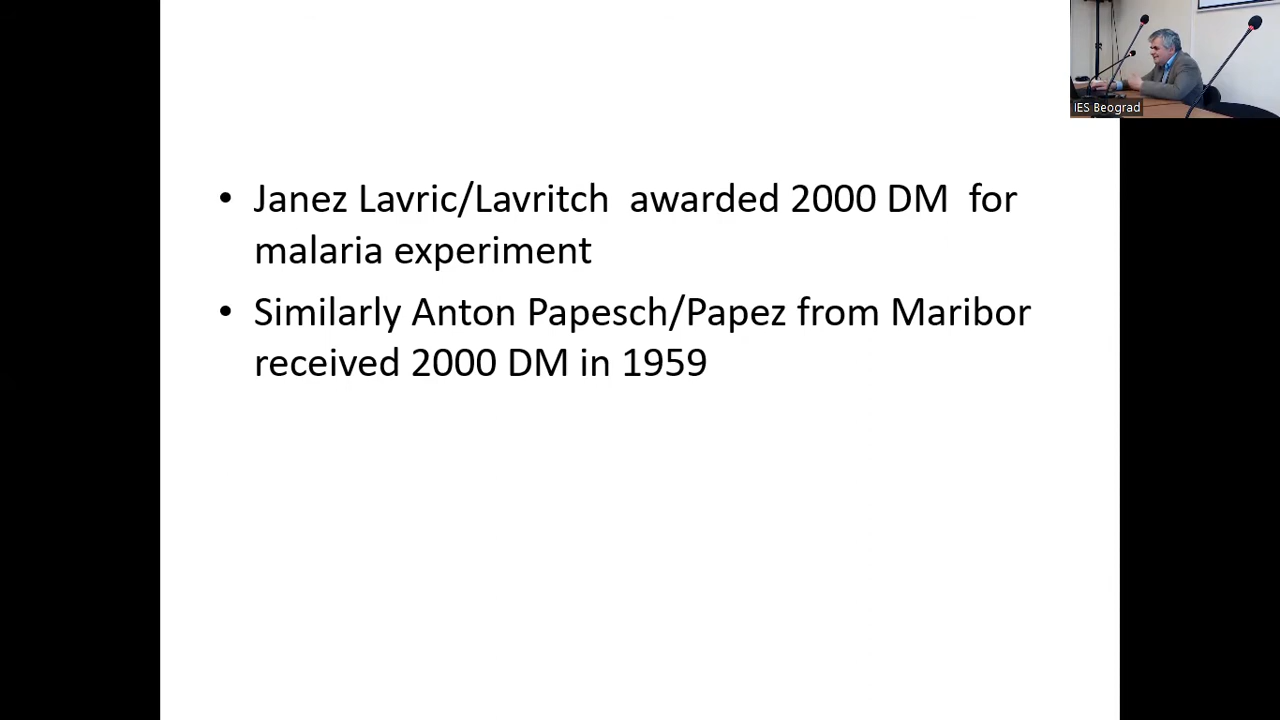 IES Beograd
• Janez Lavric/Lavritch awarded 2000 DM for
malaria experiment
• Similarly Anton Papesch/Papez from Maribor
received 2000 DM in 1959